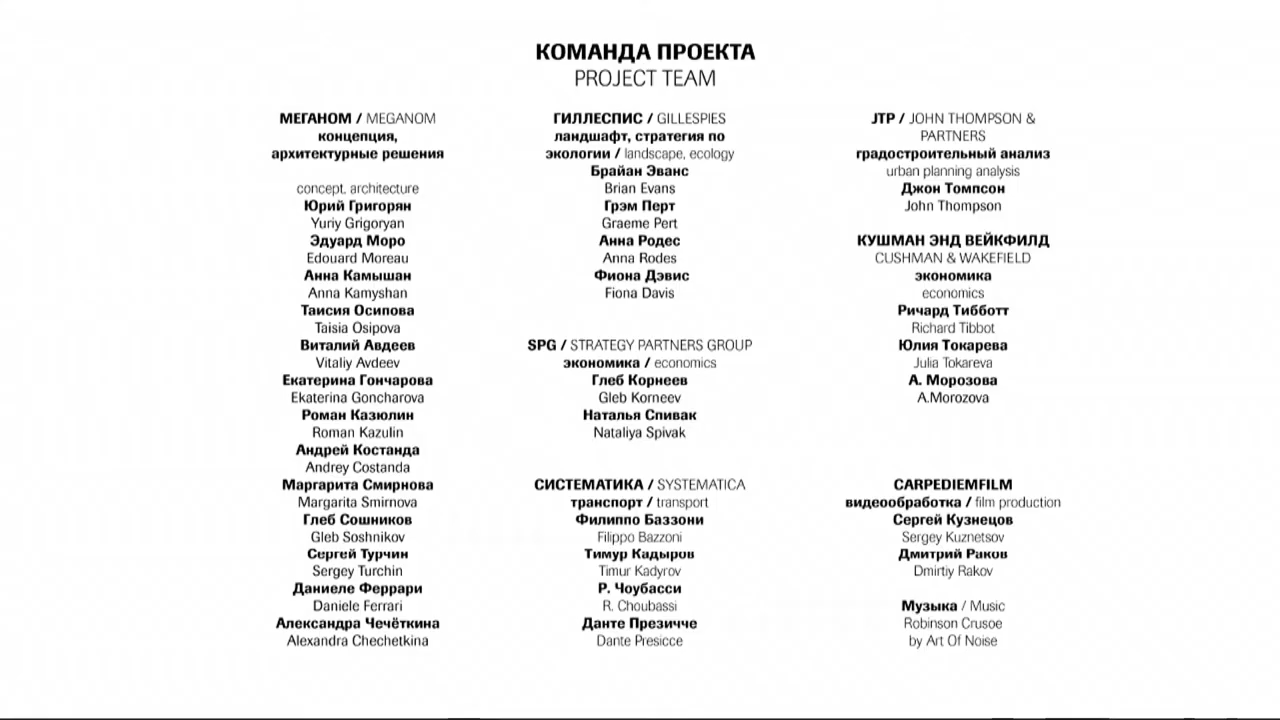 КОМАНДА ПРОЕКТА
PROJECT TEAM
МЕГАНОМ / MEGANOM
концепция,
архитектурные решения
concept, architecture
Юрий Григорян
Yuriy Grigoryan
Эдуард Моро
Edouard Moreau
Анна Камышан
Anna Kamyshan
Таисия Осипова
Taisia Osipova
Виталий Авдеев
Vitaliy Avdeev
Екатерина Гончарова
Ekaterina Goncharova
Роман Казюлин
Roman Kazulin
Андрей Костанда
Andrey Costanda
Маргарита Смирнова
Margarita Smirnova
Глеб Сошников
Gleb Soshnikov
Сергей Турчин
Sergey Turchin
Даниеле Феррари
Daniele Ferrari
Александра Чечёткина
Alexandra Chechetkina
ГИЛЛЕСПИС / GILLESPIES
ландшафт, стратегия по
экологии / landscape, ecology
Брайан Эванс
Brian Evans
Грэм Перт
Graeme Pert
Анна Родес
Anna Rodes
Фиона Дэвис
Fiona Davis
SPG / STRATEGY PARTNERS GROUP
экономика / economics
Глеб Корнеев
Gleb Korneev
Наталья Спивак
Nataliya Spivak
СИСТЕМАТИКА / SYSTEMATICA
транспорт / transport
Филиппо Баззони
Filippo Bazzoni
Тимур Кадыров
Timur Kadyrov
Р. Чоубасси
R. Choubassi
Данте Презичче
Dante Presicce
JTP / JOHN THOMPSON &
PARTNERS
градостроительный анализ
urban planning analysis
Джон Томпсон
John Thompson
КУШМАН ЭНД ВЕЙКФИЛД
CUSHMAN & WAKEFIELD
экономика
economics
Ричард Тибботт
Richard Tibbot
Юлия Токарева
Julia Tokareva
А. Морозова
A.Morozova
CARPEDIEMFILM
видеообработка / film production
Сергей Кузнецов
Sergey Kuznetsov
Дмитрий Раков
Dmirtiy Rakov
Музыка / Music
Robinson Crusoe
by Art Of Noise